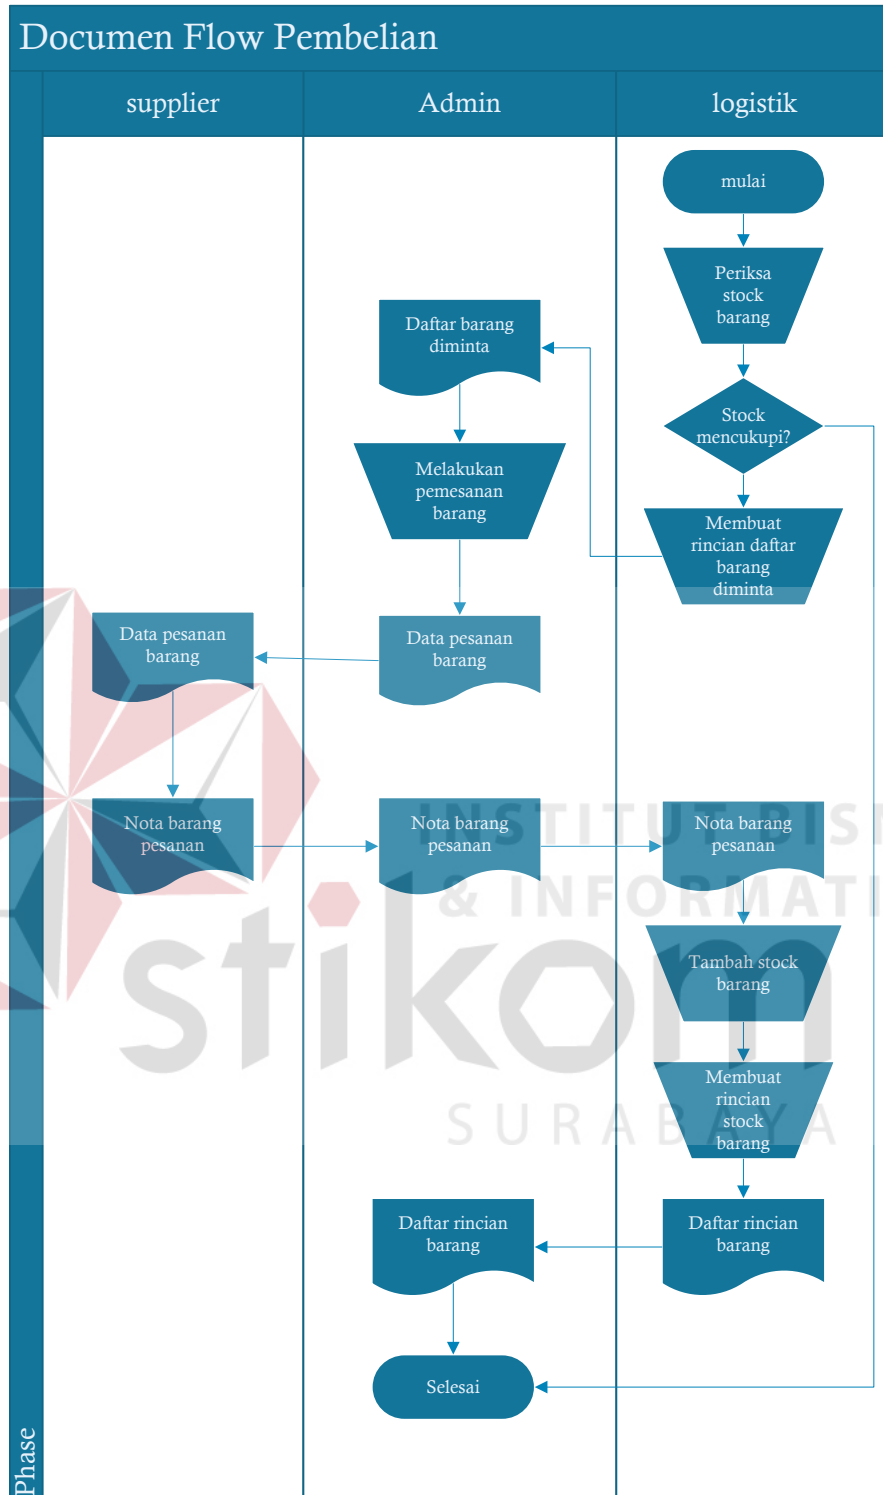 Documen Flow Pembelian
supplier
Admin
logistik
mulai
Periksa
stock
barang
Daftar barang
diminta
Stock
mencukupi?
Melakukan
pemesanan
barang
Membuat
rincian daftar
barang
diminta
Data pesanan
barang
Data pesanan
barang
Nota barang
pesanan
Nota barang
pesanan
Nota barang
pesanan
INSTITUT BISN
& INFORMATI
stikom
SURABAYA
Tambah stock
barang
Membuat
rincian
stock
barang
Daftar rincian
barang
Daftar rincian
barang
Selesai
Phase